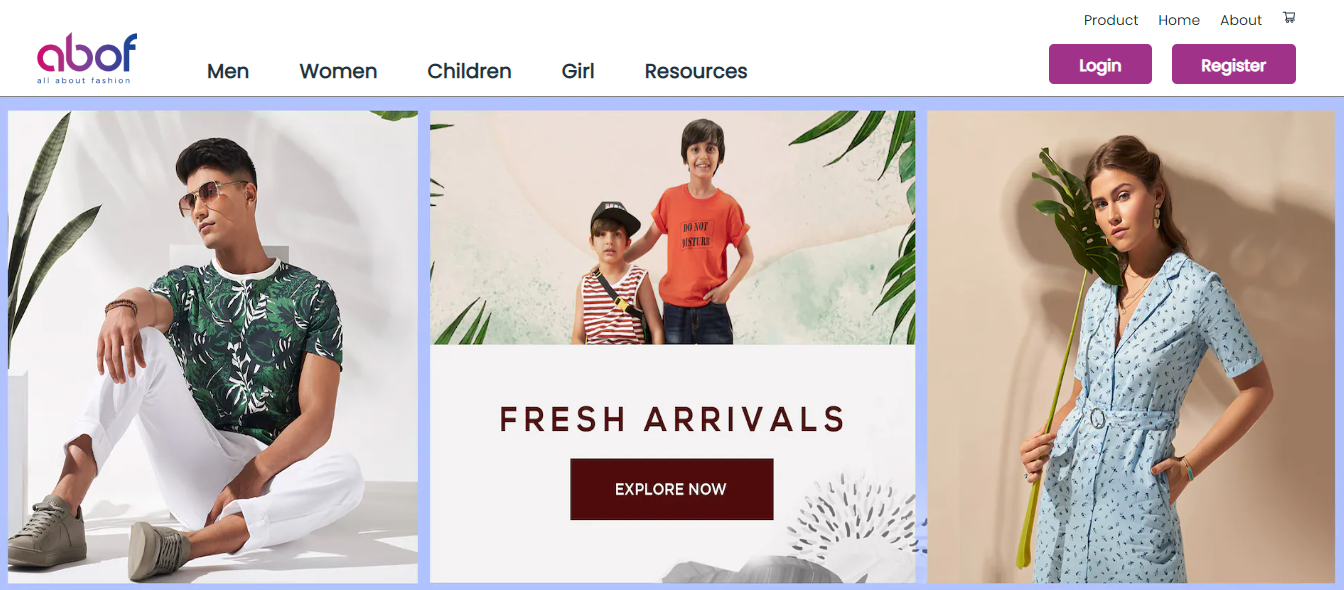 Product Home About
abof
all about fashion
Men Women Children Girl Resources
Login Register
DO NOT
DISTURB
FRESH ARRIVALS
EXPLORE NOW